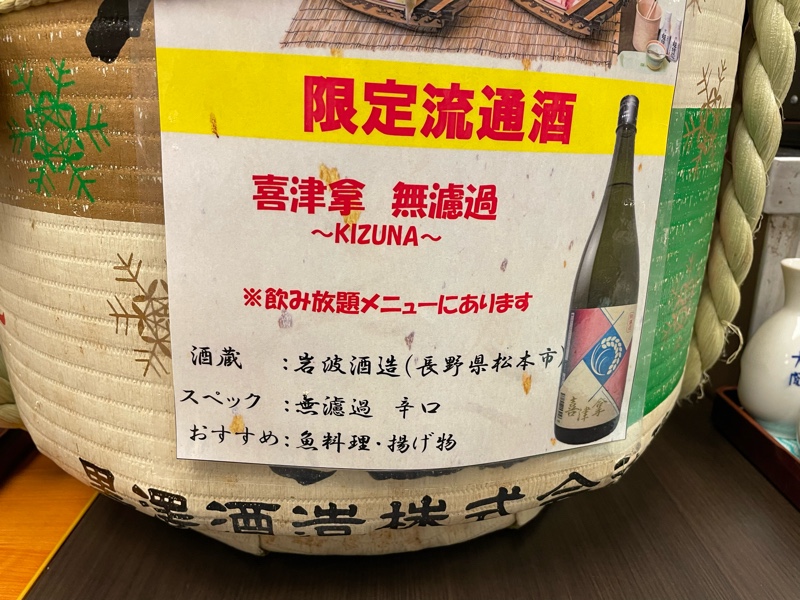 限定流通酒
喜津拿 無濾過
～KIZUNA～
※飲み放題メニューにあります
酒蔵 :岩波酒造(長野県松本市)
スペック :無濾過 辛口
おすすめ:魚料理・揚げ物
喜津拿
黒澤酒造株式会